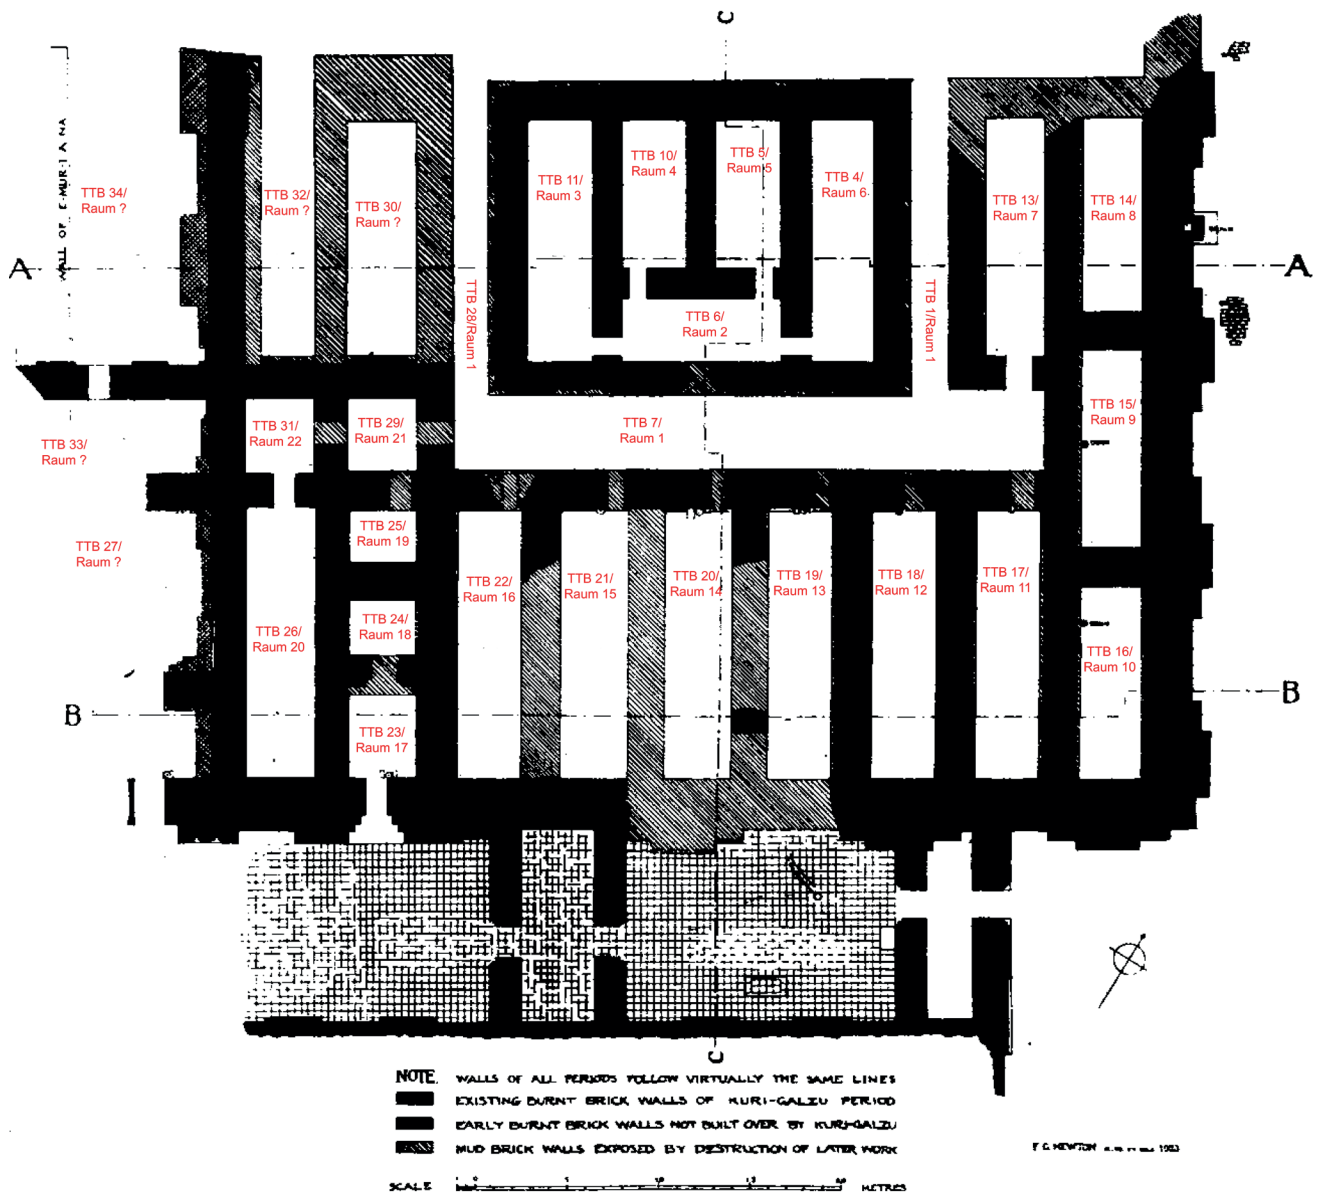 C
WALL OF E-MUR-I A NA
TTB 34/
Raum ?
TTB 32/
Raum ?
TTB 30/
Raum ?
TTB 11/
Raum 3
TTB 10/
Raum 4
TTB 5/
Raum 5
TTB 4/
Raum 6
TTB 13/
Raum 7
TTB 14/
Raum 8
A
A
TTB 28/Raum 1
TTB 6/
Raum 2
TTB 1/Raum 1
TTB 33/
Raum ?
TTB 31/
Raum 22
TTB 29/
Raum 21
TTB 7/
Raum 1
TTB 15/
Raum 9
TTB 27/
Raum ?
TTB 25/
Raum 19
TTB 22/
Raum 16
TTB 21/
Raum 15
TTB 20/
Raum 14
TTB 19/
Raum 13
TTB 18/
Raum 12
TTB 17/
Raum 11
TTB 26/
Raum 20
TTB 24/
Raum 18
TTB 16/
Raum 10
B
B
TTB 23/
Raum 17
C
NOTE. WALLS OF ALL PERIODS FOLLOW VIRTUALLY THE SAME LINES
EXISTING BURNT BRICK WALLS OF KURI-GALZU PERIOD
EARLY BURNT BRICK WALLS NOT BUILT OVER BY KURI-GALZU
MUD BRICK WALLS EXPOSED BY DESTRUCTION OF LATER WORK
F G NEWTON
SCALE METRES